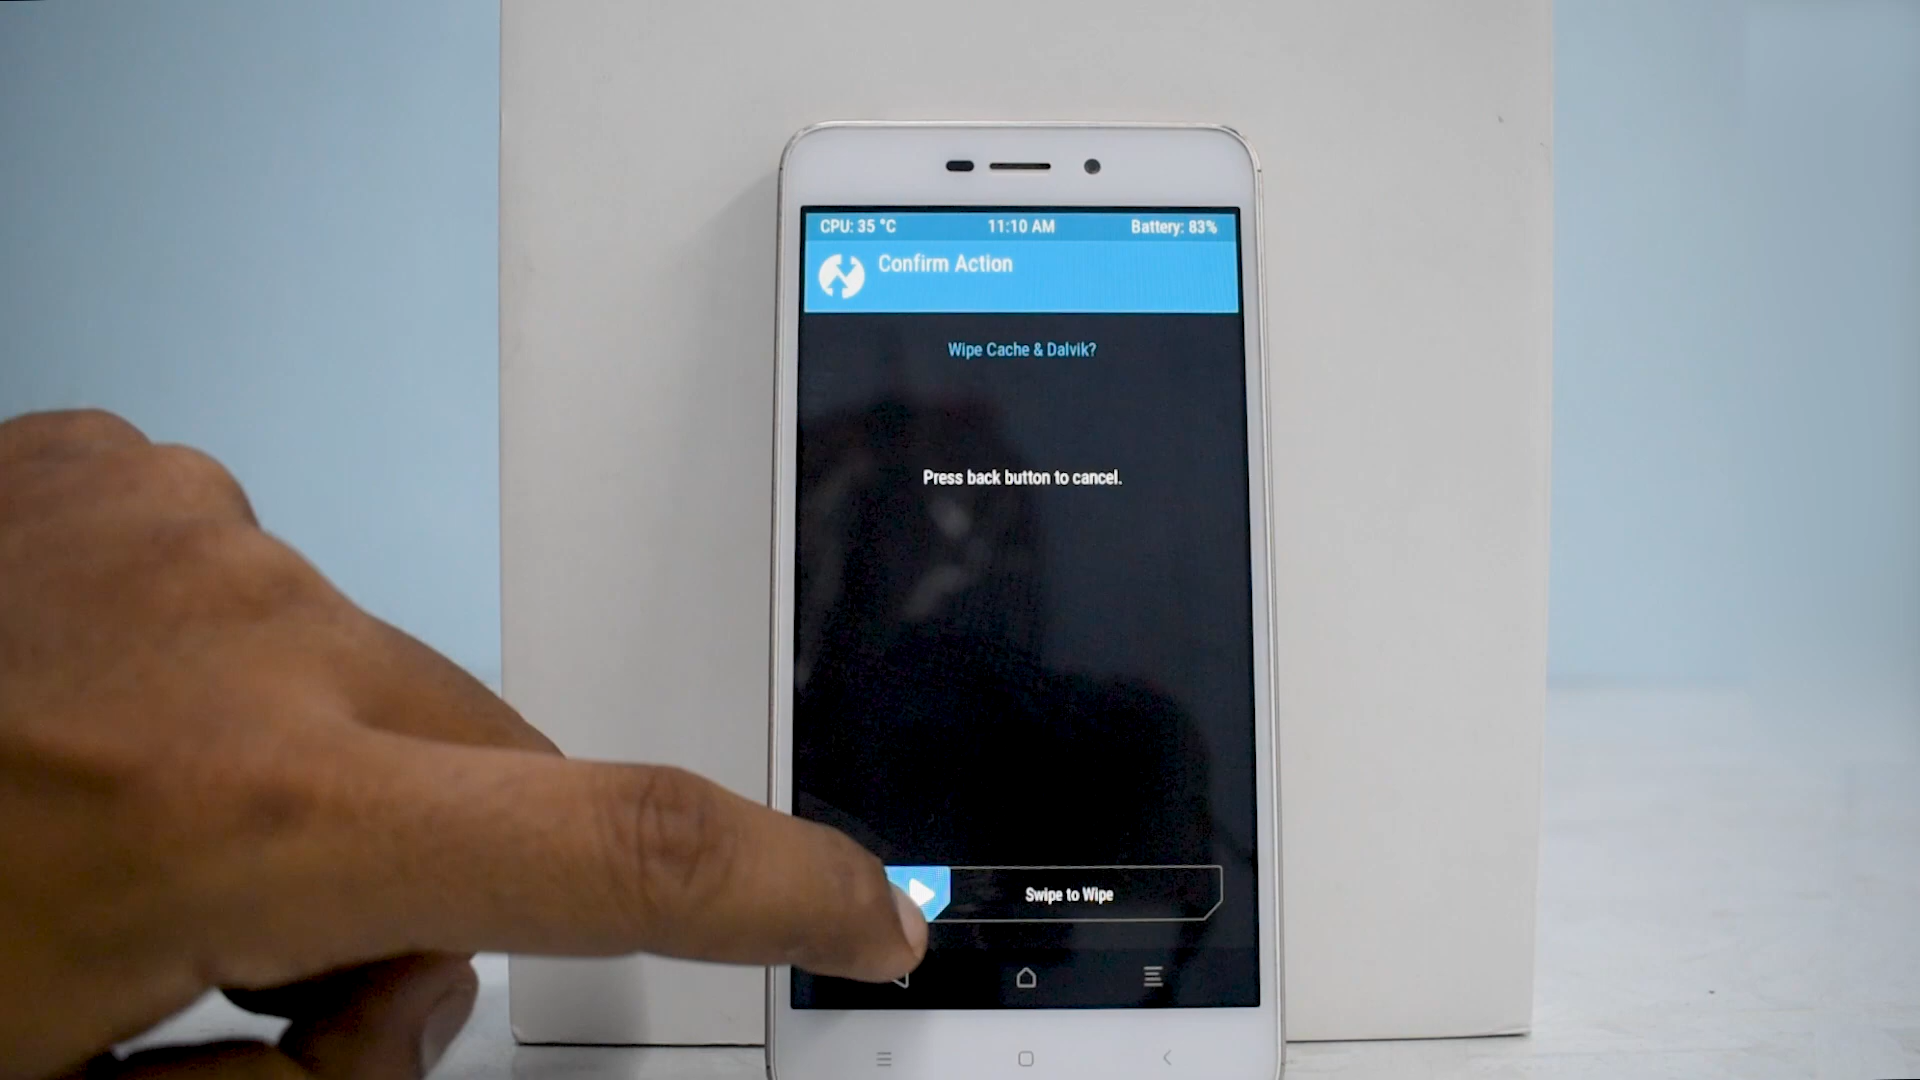 CPU: 35 °C 11:10 AM Battery: 83%
Confirm Action
Wipe Cache & Dalvik?
Press back button to cancel.
Swipe to Wipe